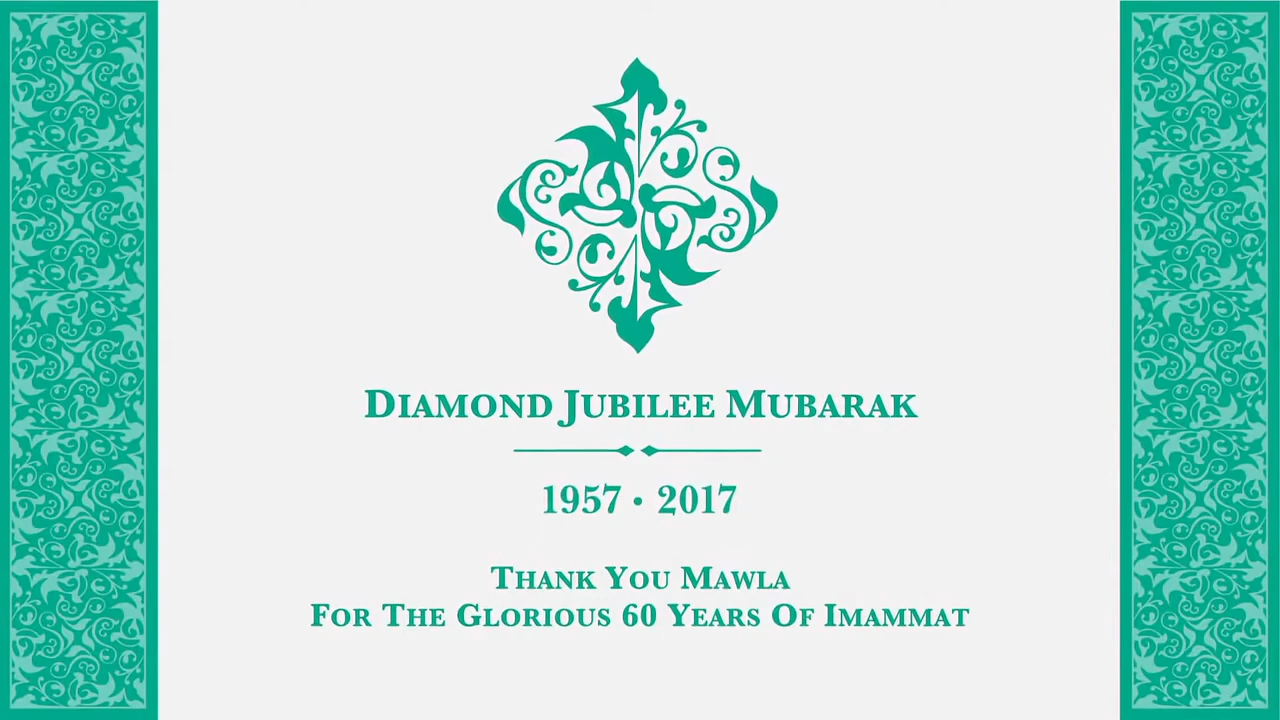 Diamond Jubilee Mubarak
1957 • 2017
Thank You Mawla
For The Glorious 60 Years Of Imammat